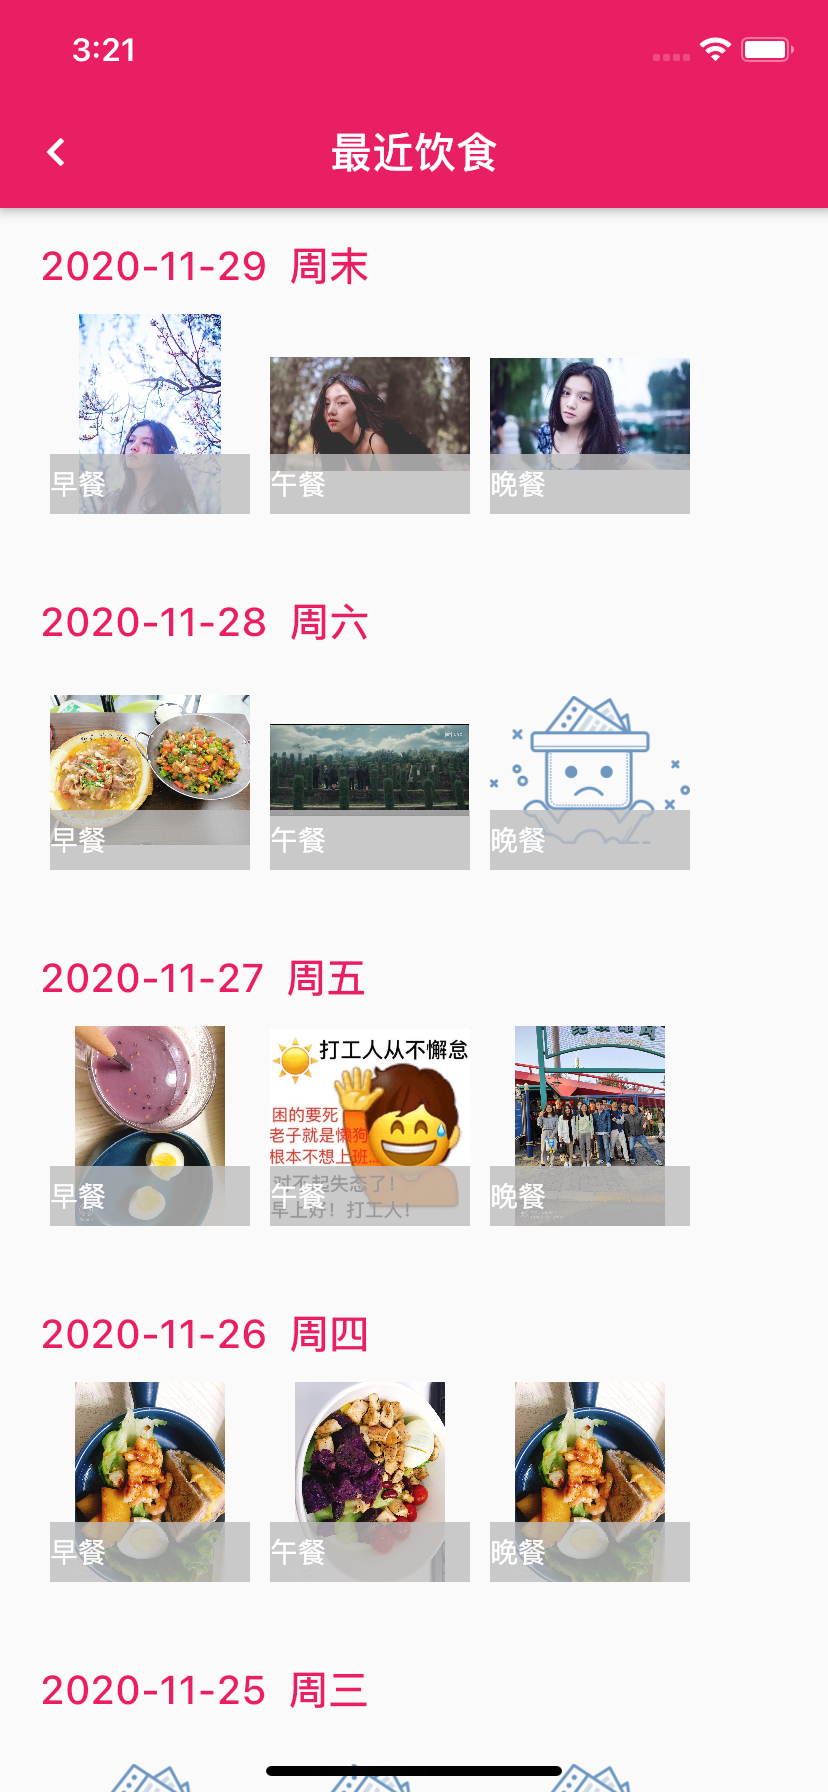 3:21
最近饮食
2020-11-29 周末
早餐
午餐
晚餐
2020-11-28 周六
早餐
午餐
晚餐
2020-11-27 周五
打工人从不懈怠
困的要死
老子就是懒狗
根本不想上班...
对不起失态了！
早上好！打工人！
早餐
午餐
晚餐
2020-11-26 周四
早餐
午餐
晚餐
2020-11-25 周三